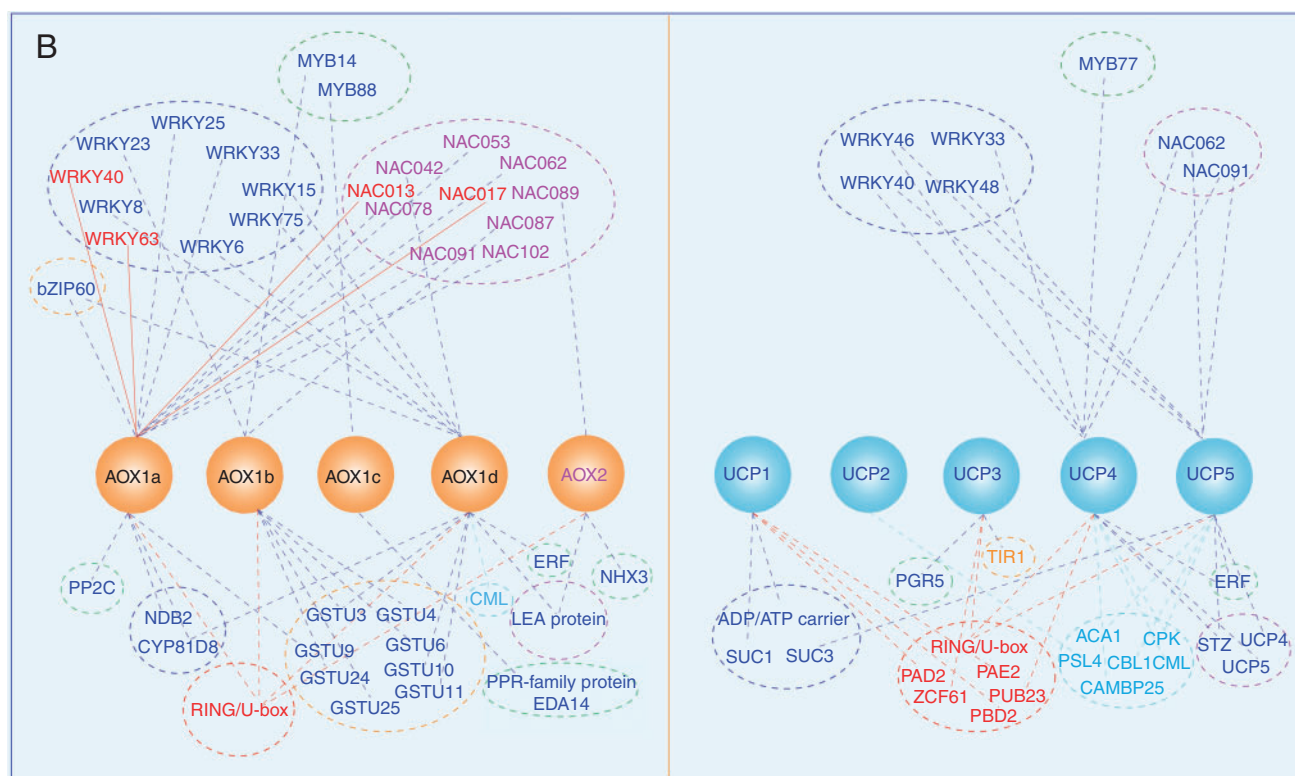 B
MYB14
MYB88
WRKY25
WRKY23
WRKY33
WRKY40
WRKY15
WRKY8
WRKY75
WRKY63
WRKY6
NAC053
NAC042
NAC062
NAC013
NAC017
NAC089
NAC078
NAC087
NAC091
NAC102
bZIP60
AOX1a
AOX1b
AOX1c
AOX1d
AOX2
PP2C
NDB2
CYP81D8
RING/U-box
GSTU3
GSTU4
GSTU9
GSTU6
GSTU24
GSTU10
GSTU11
GSTU25
CML
ERF
NHX3
LEA protein
PPR-family protein
EDA14
MYB77
WRKY46
WRKY33
WRKY40
WRKY48
NAC062
NAC091
UCP1
UCP2
UCP3
UCP4
UCP5
ADP/ATP carrier
SUC1
SUC3
PGR5
TIR1
RING/U-box
PAD2
PAE2
ZCF61
PUB23
PBD2
ACA1
CPK
PSL4
CBL1
CML
CAMBP25
ERF
STZ
UCP4
UCP5